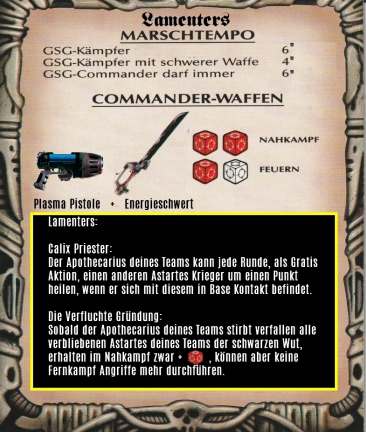 Lamenters
MARSCHTEMPO
GSG-Kämpfer 6"
GSG-Kämpfer mit schwerer Waffe 4"
GSG-Commander darf immer 6"
COMMANDER-WAFFEN
NAHKAMPF
FEUERN
Plasma Pistole + Energieschwert
Lamenters:
Calix Priester:
Der Apothecarius deines Teams kann jede Runde, als Gratis
Aktion, einen anderen Astartes Krieger um einen Punkt
heilen, wenn er sich mit diesem in Base Kontakt befindet.
Die Verfluchte Gründung:
Sobald der Apothecarius deines Teams stirbt verfallen alle
verbliebenen Astartes deines Teams der schwarzen Wut,
erhalten im Nahkampf zwar + , können aber keine
Fernkampf Angriffe mehr durchführen.